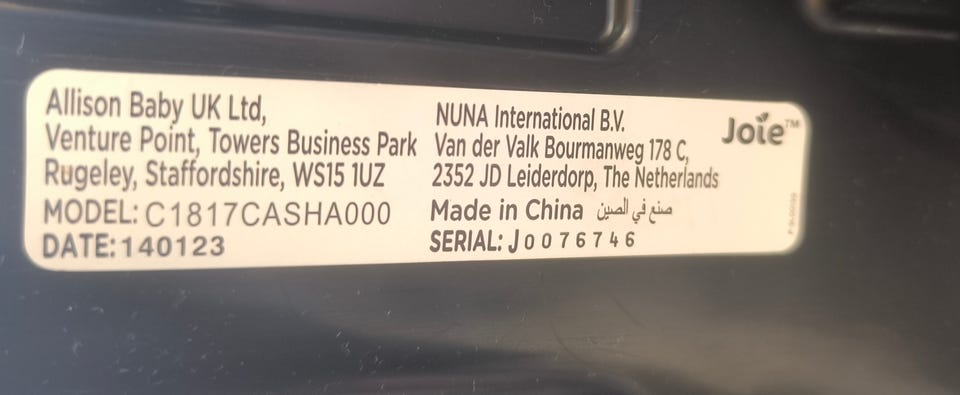 Allison Baby UK Ltd,
Venture Point, Towers Business Park
Rugeley, Staffordshire, WS15 1UZ
MODEL: C1817CASHA000
DATE: 140123
NUNA International B.V.
Van der Valk Bourmanweg 178 C,
2352 JD Leiderdorp, The Netherlands
Made in China صنع في الصين
SERIAL: J0076746
Joie™